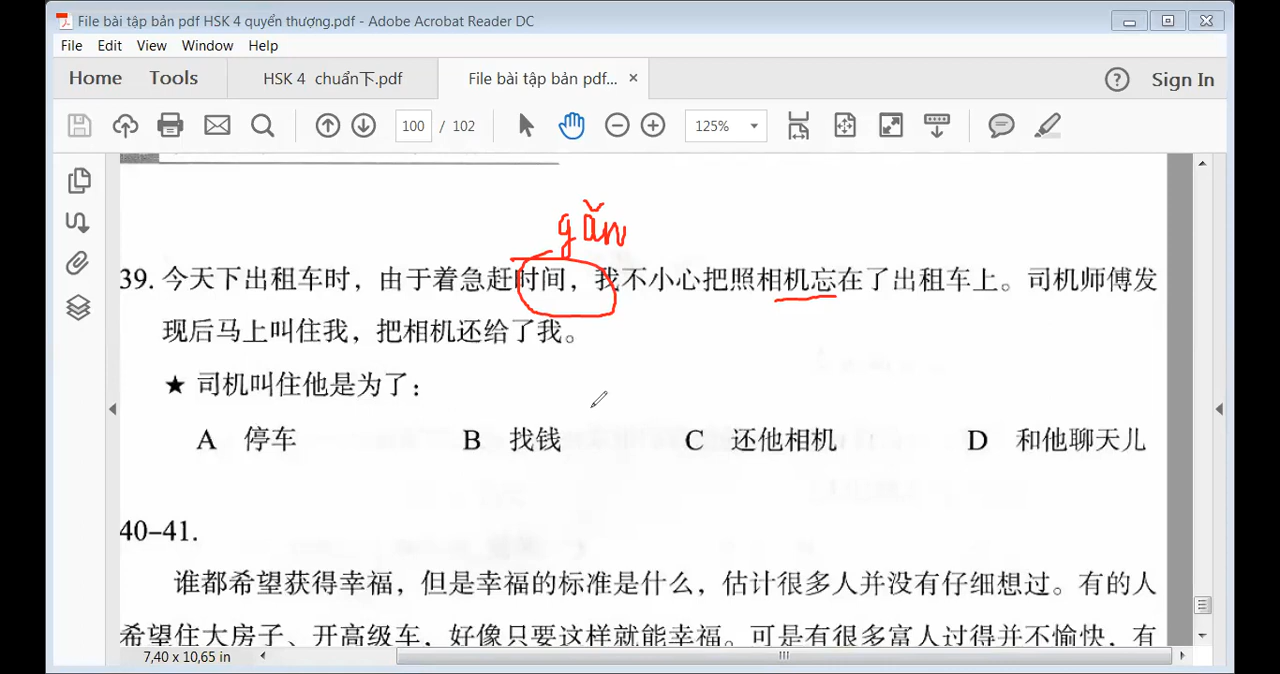 File bài tập bản pdf HSK 4 quyển thượng.pdf - Adobe Acrobat Reader DC
File Edit View Window Help
Home Tools HSK 4 chuẩn下.pdf File bài tập bản pdf... × ? Sign In
100 / 102 125%
gǎn
39. 今天下出租车时，由于着急赶时间，我不小心把照相机忘在了出租车上。司机师傅发
现后马上叫住我，把相机还给了我。
★ 司机叫住他是为了：
A 停车 B 找钱 C 还他相机 D 和他聊天儿
40–41.
谁都希望获得幸福，但是幸福的标准是什么，估计很多人并没有仔细想过。有的人
希望住大房子、开高级车，好像只要这样就能幸福。可是有很多富人过得并不愉快，有
7,40 x 10,65 in